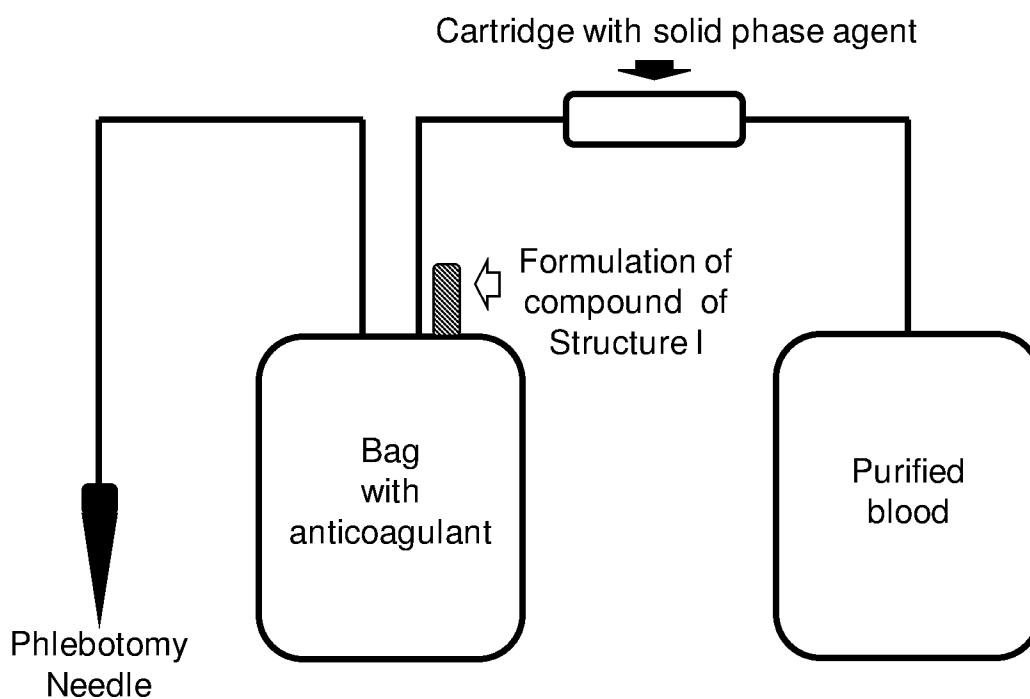 Cartridge with solid phase agent
Formulation of
compound of
Structure I
Bag
with
anticoagulant
Purified
blood
Phlebotomy
Needle